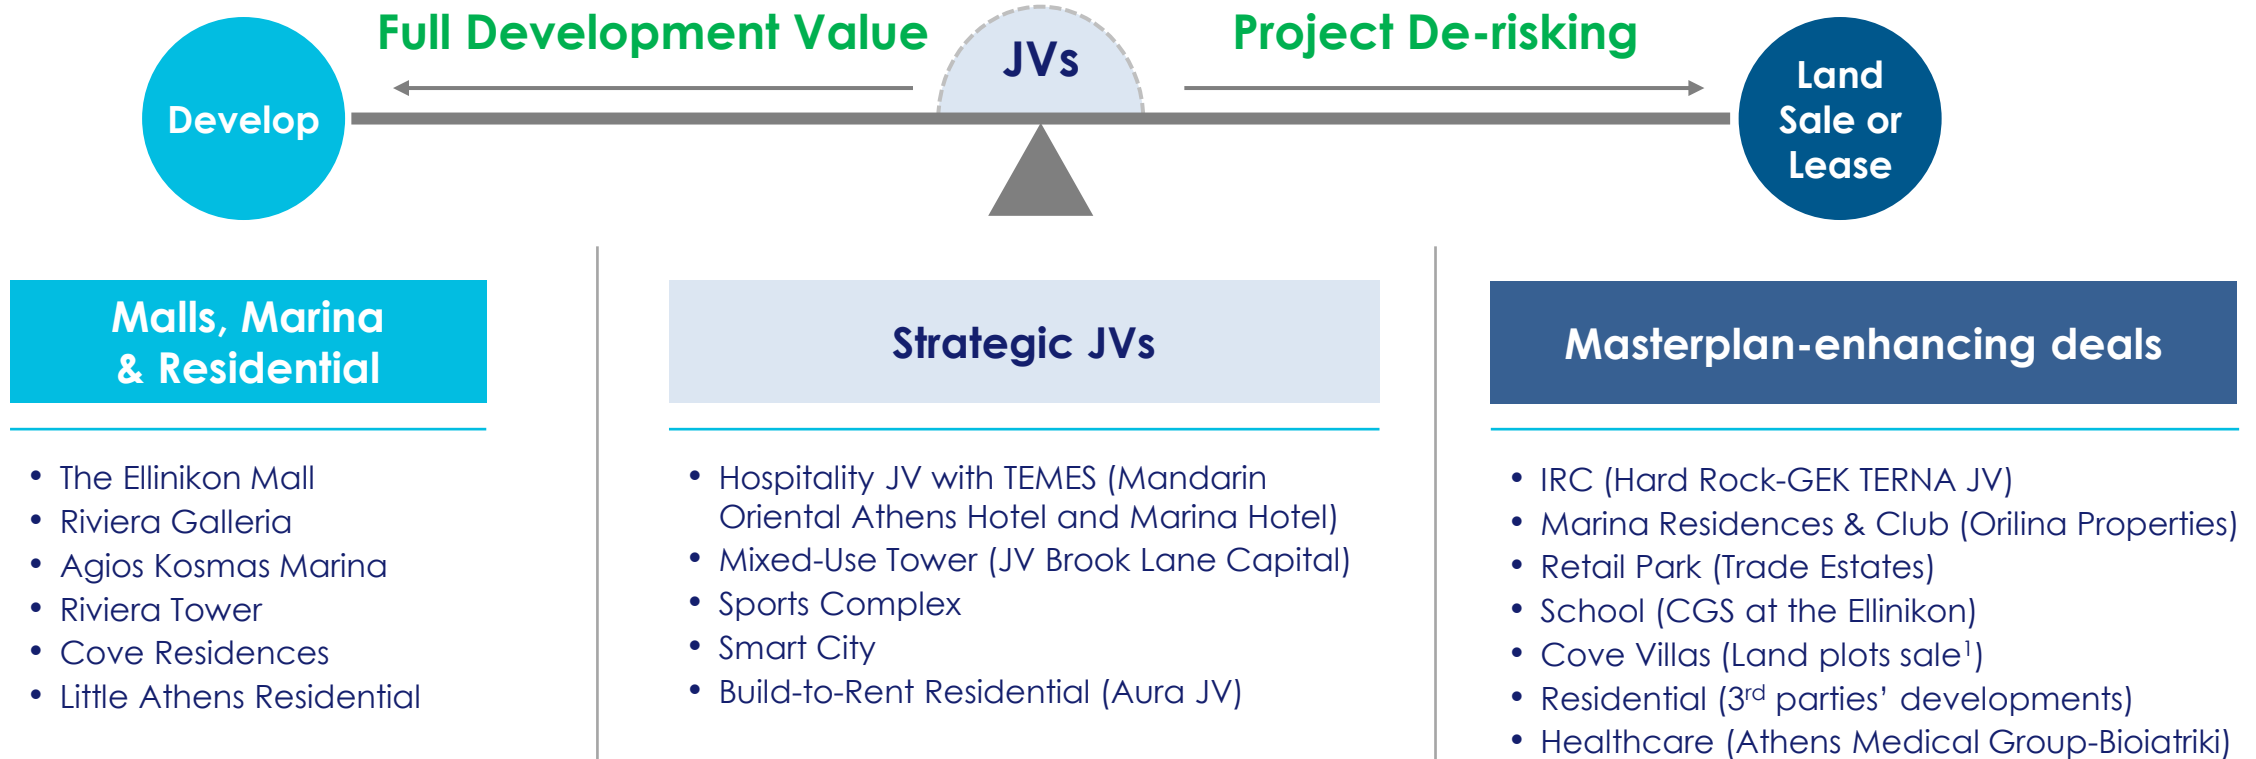 Full Development Value
JVs
Project De-risking
Develop
Land
Sale or
Lease
Malls, Marina
& Residential
• The Ellinikon Mall
• Riviera Galleria
• Agios Kosmas Marina
• Riviera Tower
• Cove Residences
• Little Athens Residential
Strategic JVs
• Hospitality JV with TEMES (Mandarin
Oriental Athens Hotel and Marina Hotel)
• Mixed-Use Tower (JV Brook Lane Capital)
• Sports Complex
• Smart City
• Build-to-Rent Residential (Aura JV)
Masterplan-enhancing deals
• IRC (Hard Rock-GEK TERNA JV)
• Marina Residences & Club (Orilina Properties)
• Retail Park (Trade Estates)
• School (CGS at the Ellinikon)
• Cove Villas (Land plots sale¹)
• Residential (3rd parties’ developments)
• Healthcare (Athens Medical Group-Bioiatriki)